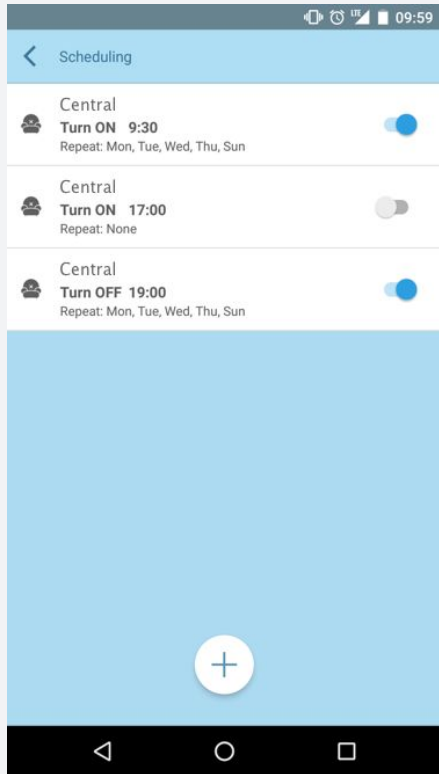 LTE 09:59
Scheduling
Central
Turn ON 9:30
Repeat: Mon, Tue, Wed, Thu, Sun
Central
Turn ON 17:00
Repeat: None
Central
Turn OFF 19:00
Repeat: Mon, Tue, Wed, Thu, Sun